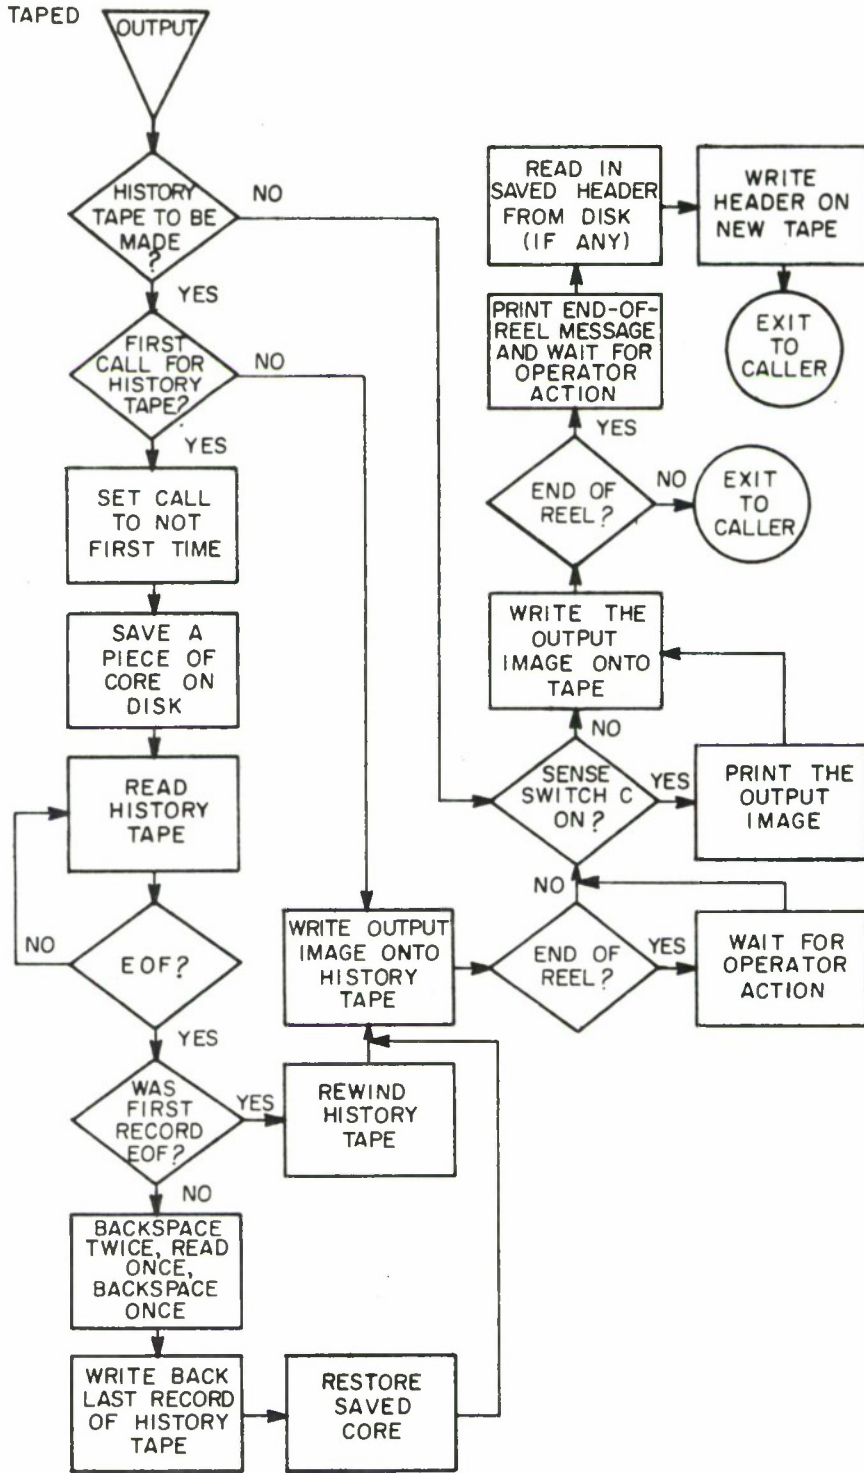 TAPED
OUTPUT
HISTORY
TAPE TO BE
MADE
?
NO
YES
FIRST
CALL FOR
HISTORY
TAPE?
NO
YES
SET CALL
TO NOT
FIRST TIME
SAVE A
PIECE OF
CORE ON
DISK
READ
HISTORY
TAPE
NO
EOF?
YES
WAS
FIRST
RECORD
EOF?
YES
NO
REWIND
HISTORY
TAPE
BACKSPACE
TWICE, READ
ONCE,
BACKSPACE
ONCE
WRITE BACK
LAST RECORD
OF HISTORY
TAPE
RESTORE
SAVED
CORE
WRITE OUTPUT
IMAGE ONTO
HISTORY
TAPE
END OF
REEL?
YES
NO
WAIT FOR
OPERATOR
ACTION
SENSE
SWITCH C
ON?
YES
NO
PRINT THE
OUTPUT
IMAGE
WRITE THE
OUTPUT
IMAGE ONTO
TAPE
END OF
REEL?
NO
YES
EXIT
TO
CALLER
PRINT END-OF-
REEL MESSAGE
AND WAIT FOR
OPERATOR
ACTION
READ IN
SAVED HEADER
FROM DISK
(IF ANY)
WRITE
HEADER ON
NEW TAPE
EXIT
TO
CALLER